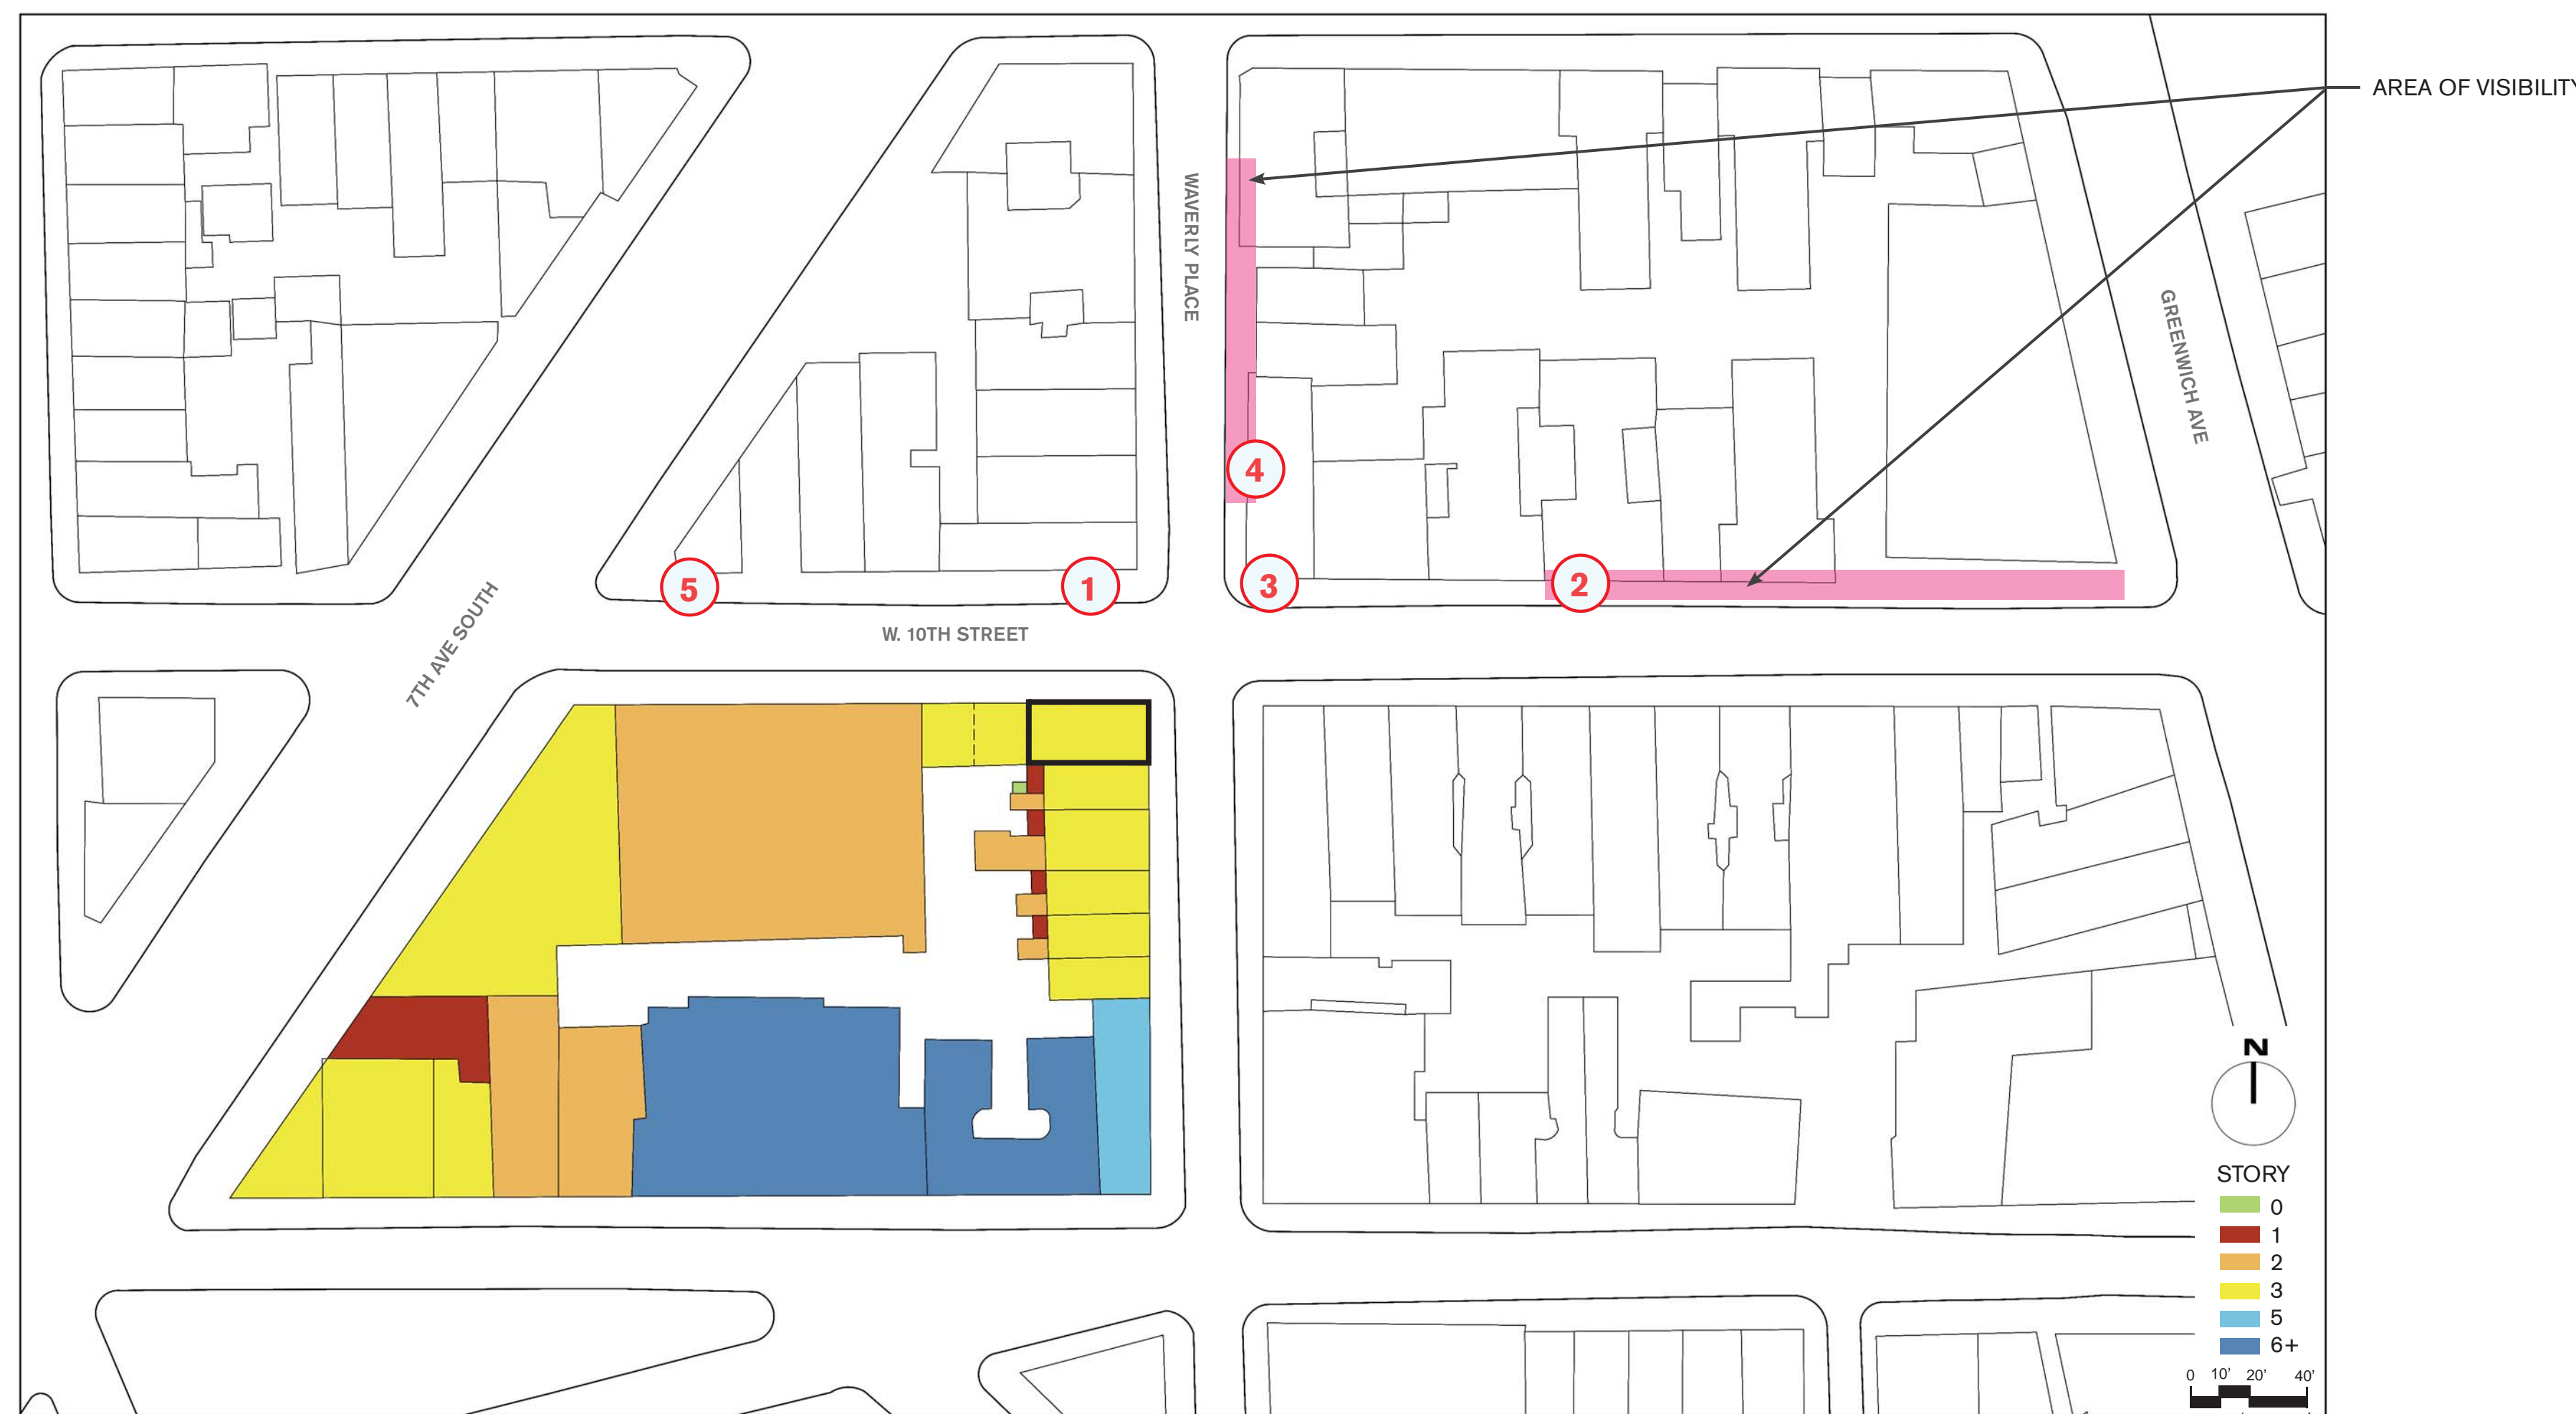 AREA OF VISIBILITY
WAVERLY PLACE
GREENWICH AVE
4
5
1
3
2
7TH AVE SOUTH
W. 10TH STREET
N
STORY
0
1
2
3
5
6+
0 10' 20' 40'